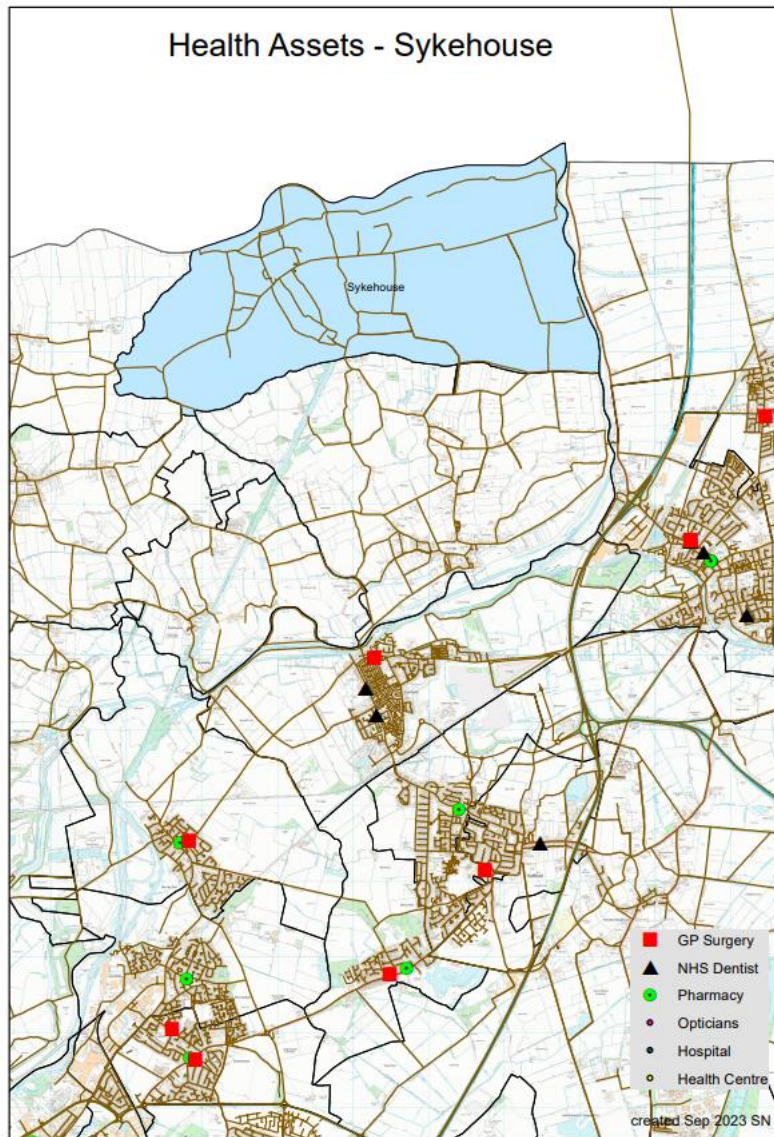 Health Assets - Sykehouse
Sykehouse
GP Surgery
NHS Dentist
Pharmacy
Opticians
Hospital
Health Centre
created Sep 2023 SN